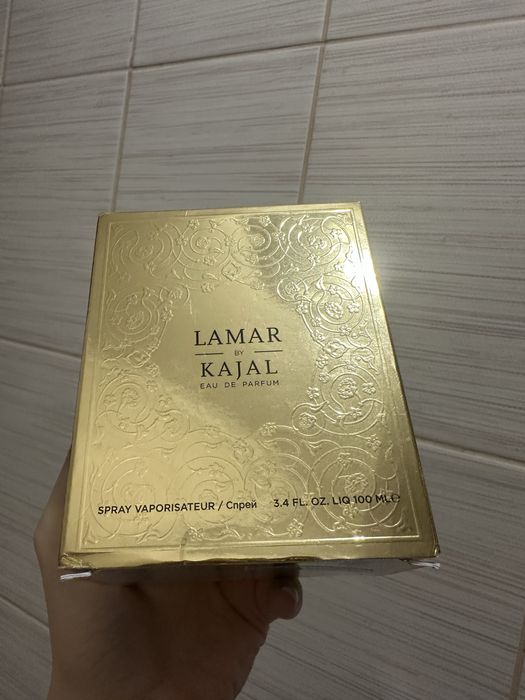 LAMAR
BY
KAJAL
EAU DE PARFUM
SPRAY VAPORISATEUR / Спрей 3.4 FL. OZ. LIQ 100 ML℮